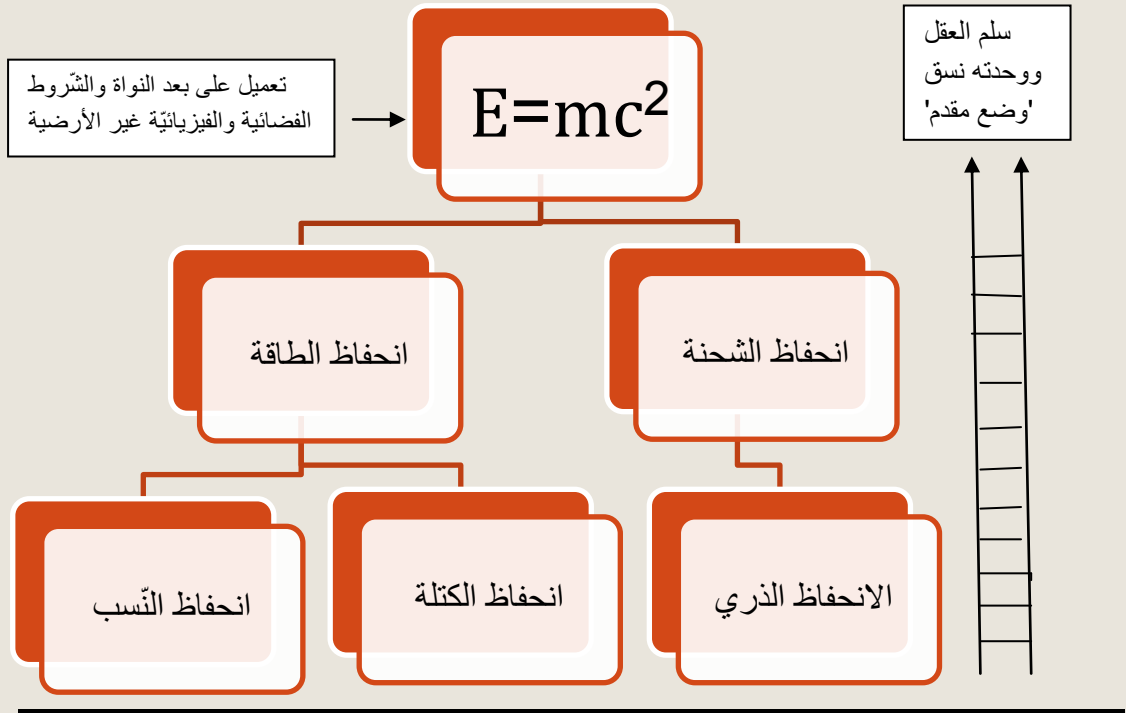 سلم العقل
ووحدته نسق
'وضع مقدم'
تعميل على بعد النواة والشّروط
الفضائية والفيزيائيّة غير الأرضية
E=mc²
انحفاظ الشحنة
انحفاظ الطاقة
الانحفاظ الذري
انحفاظ الكتلة
انحفاظ النّسب